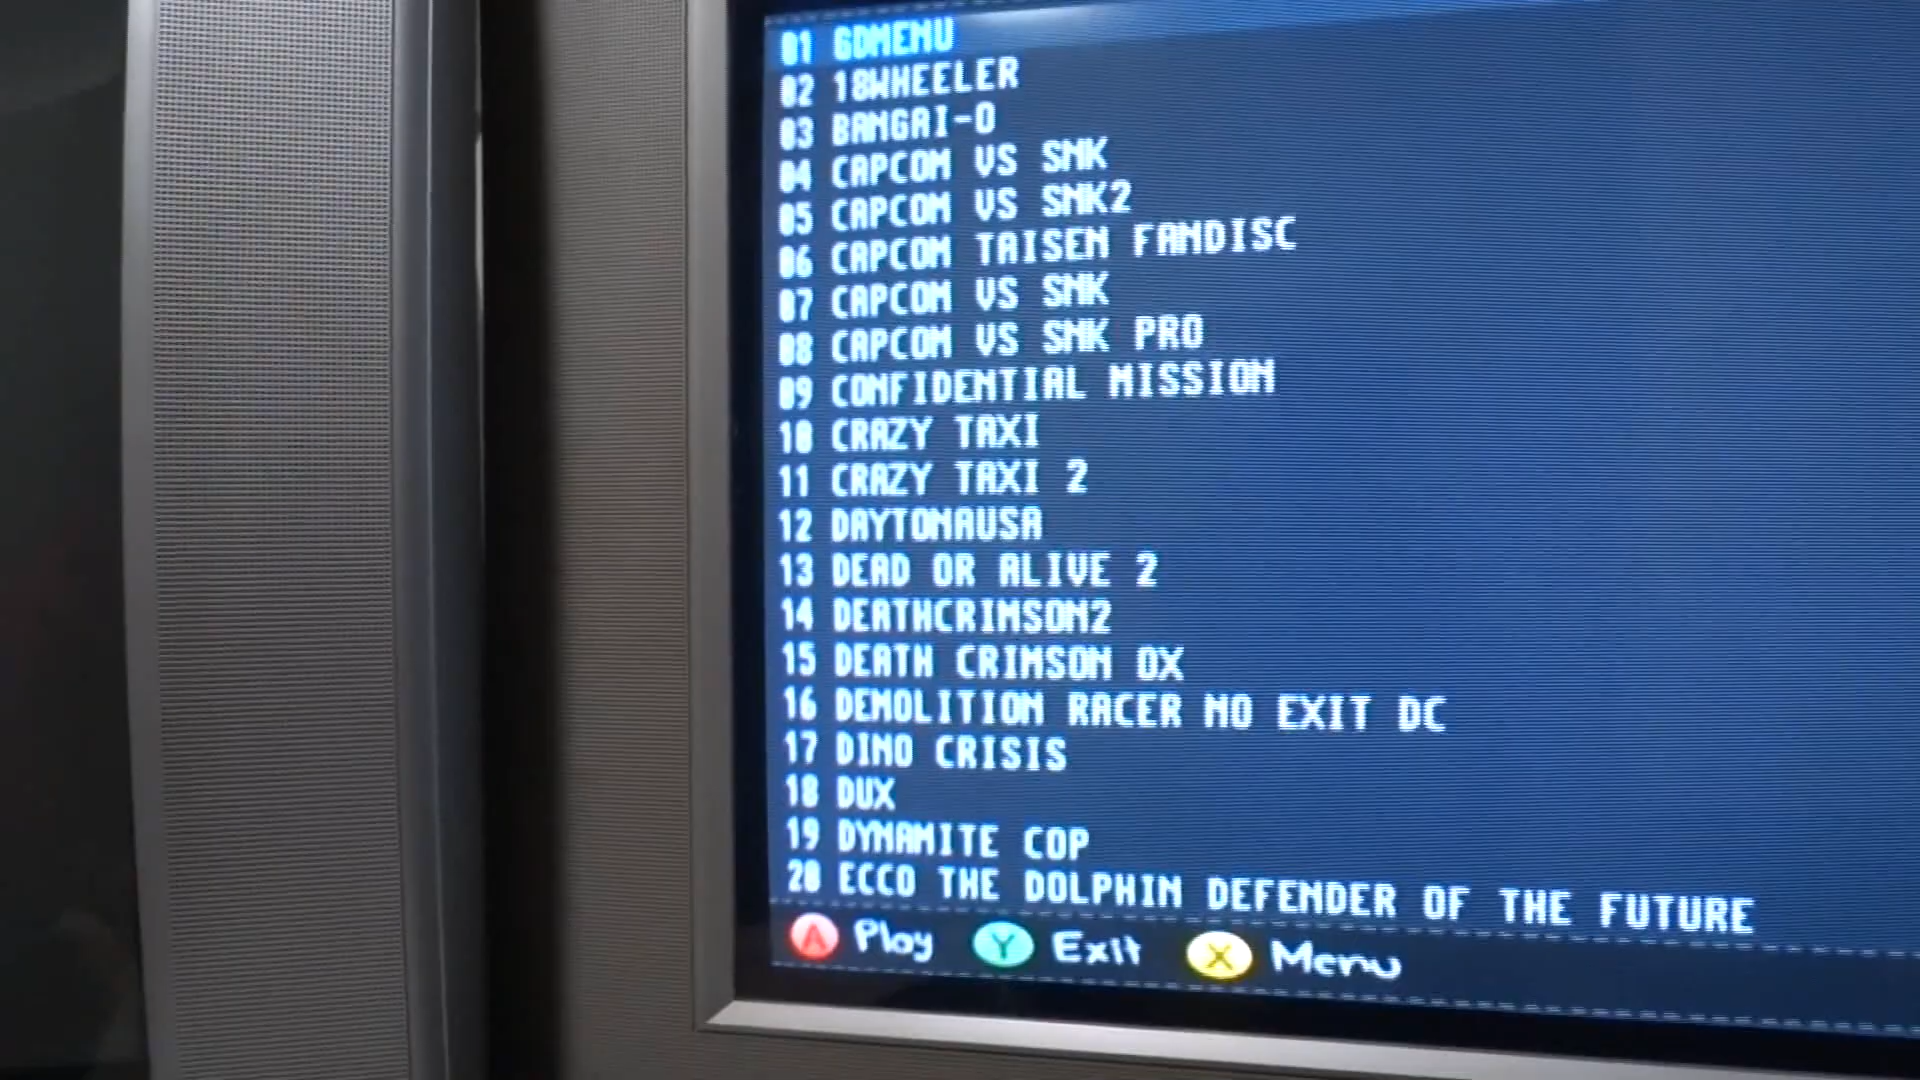 01 GDMENU
02 18WHEELER
03 BANGAI-O
04 CAPCOM VS SNK
05 CAPCOM VS SNK2
06 CAPCOM TAISEN FANDISC
07 CAPCOM VS SNK
08 CAPCOM VS SNK PRO
09 CONFIDENTIAL MISSION
10 CRAZY TAXI
11 CRAZY TAXI 2
12 DAYTONAUSA
13 DEAD OR ALIVE 2
14 DEATHCRIMSON2
15 DEATH CRIMSON OX
16 DEMOLITION RACER NO EXIT DC
17 DINO CRISIS
18 DUX
19 DYNAMITE COP
20 ECCO THE DOLPHIN DEFENDER OF THE FUTURE
A Play Y Exit X Menu